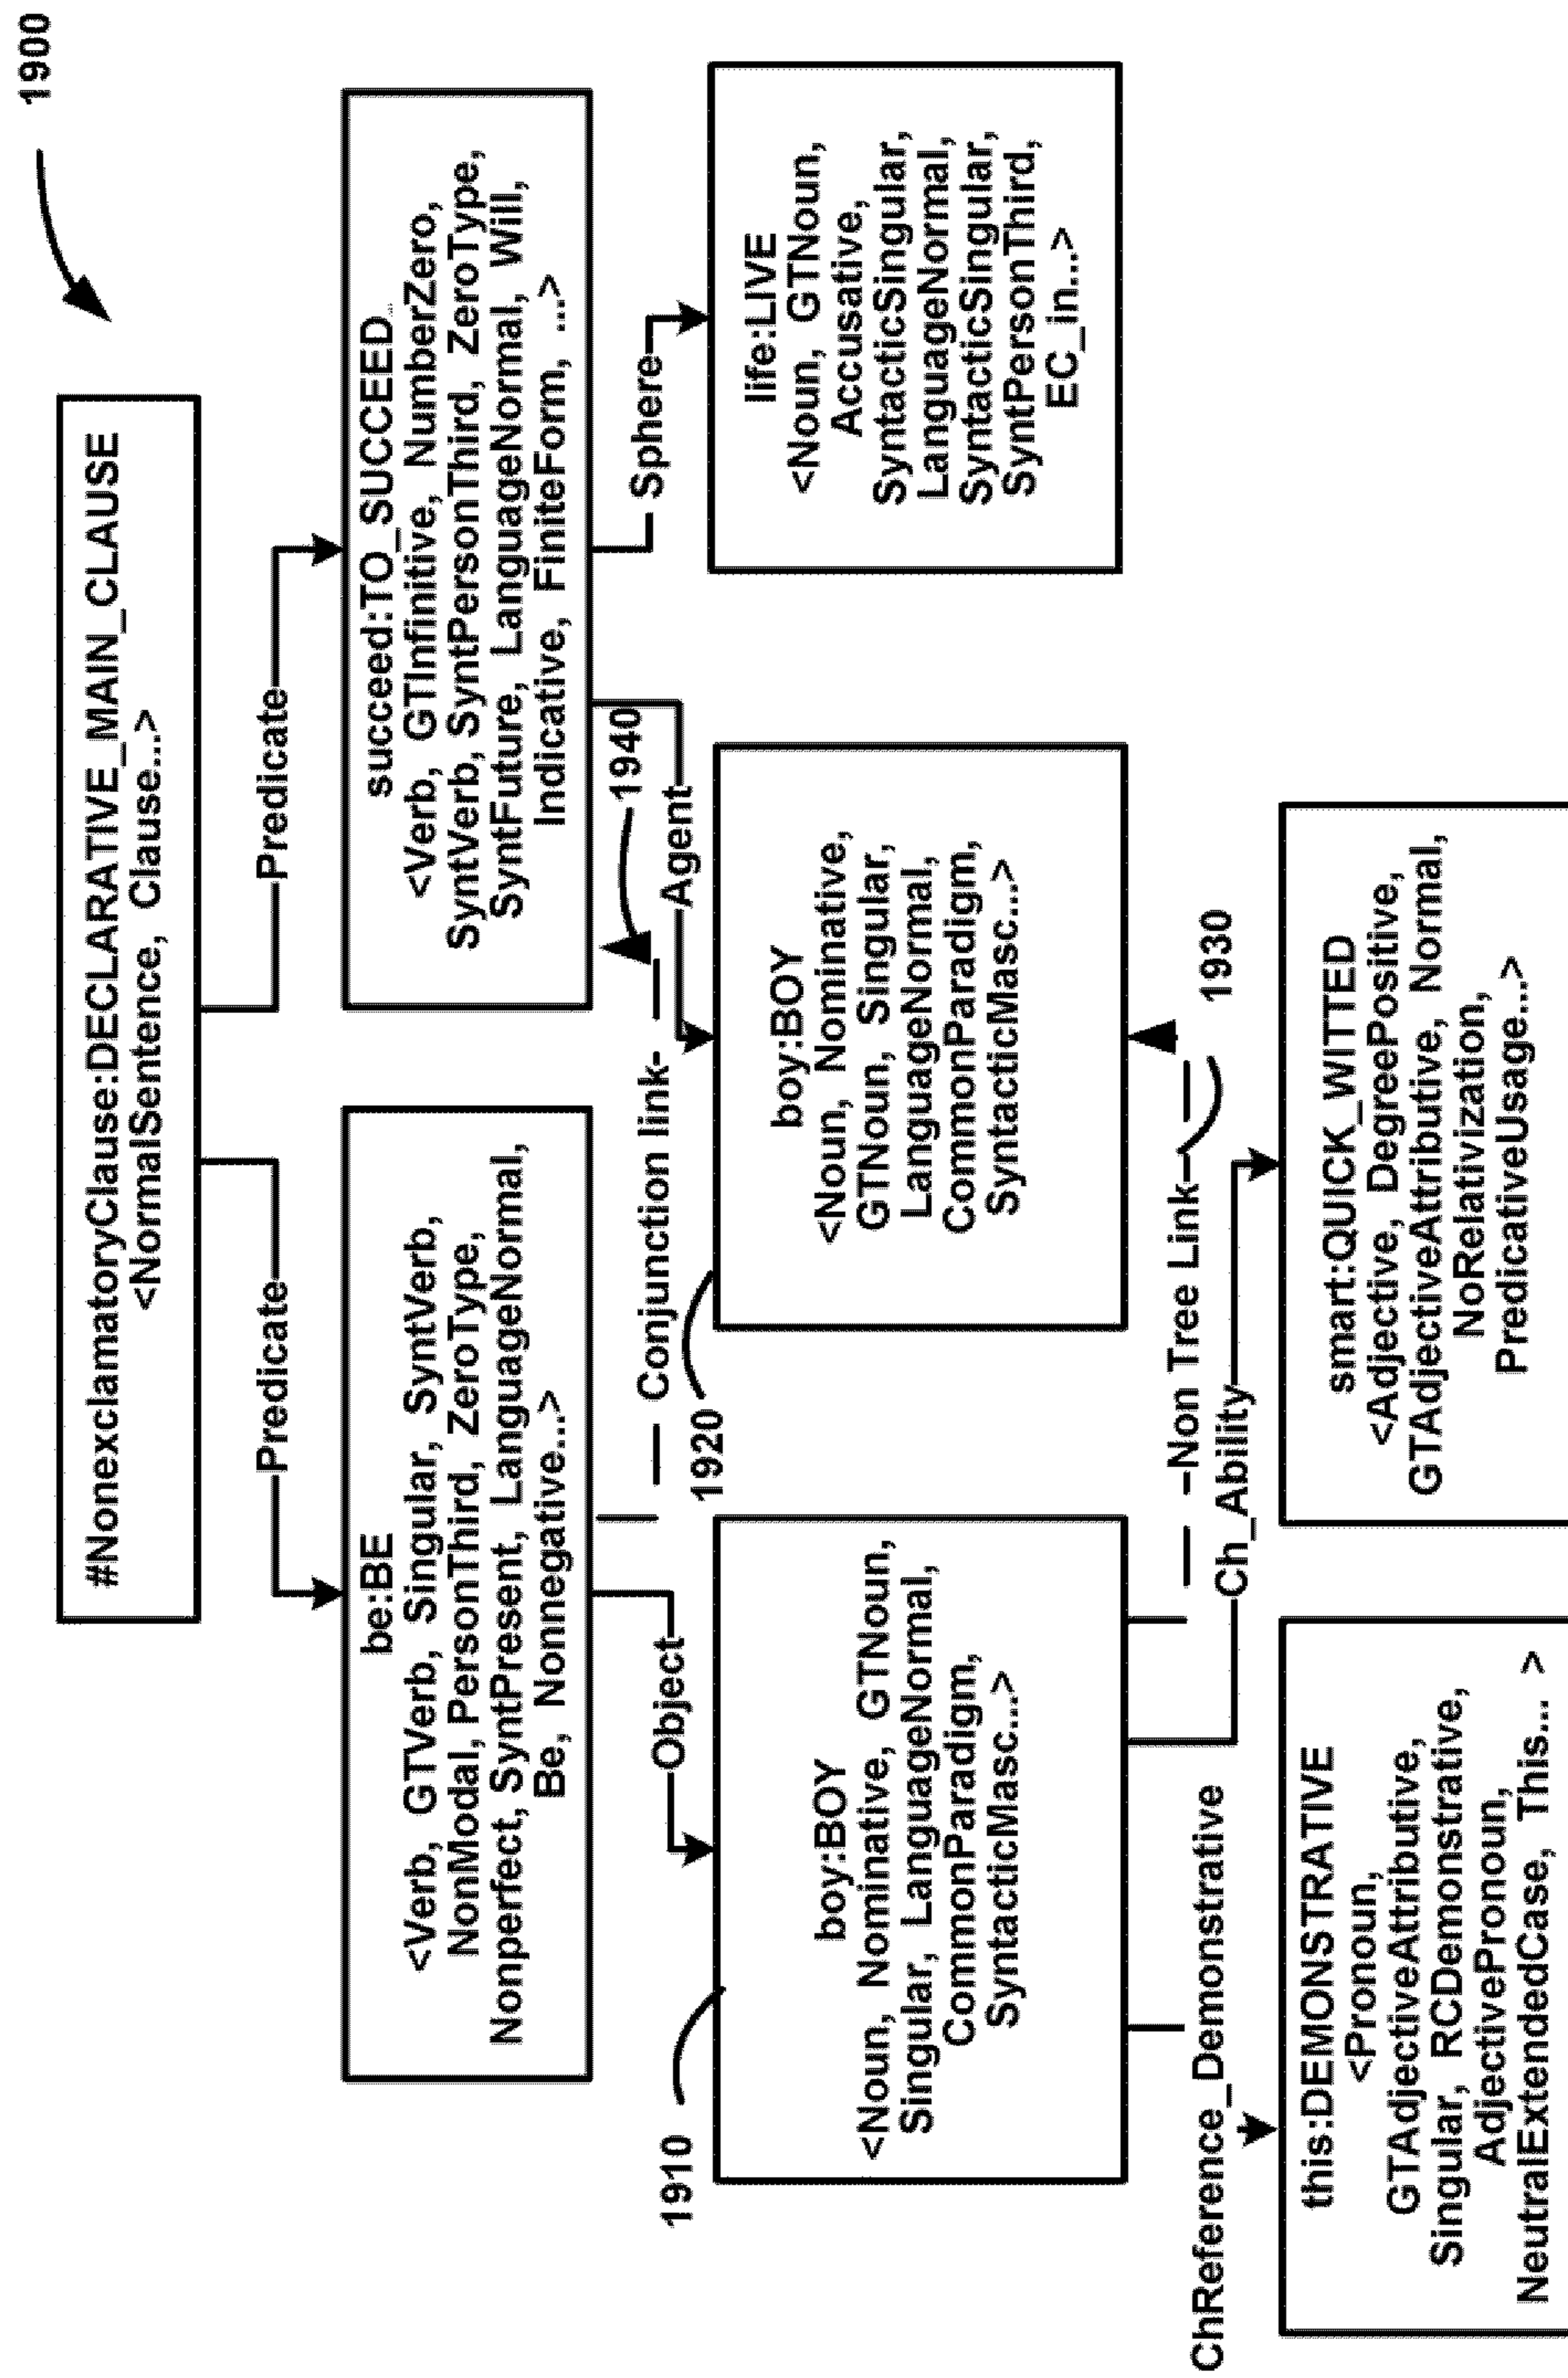 1900
#NonexclamatoryClause:DECLARATIVE_MAIN_CLAUSE
<NormalSentence, Clause...>
Predicate
Predicate
be:BE
<Verb, GTVerb, Singular, SyntVerb,
NonModal, PersonThird, ZeroType,
Nonperfect, SyntPresent, LanguageNormal,
Be, Nonnegative...>
succeed:TO_SUCCEED...
<Verb, GTInfinitive, NumberZero,
SyntVerb, SyntPersonThird, ZeroType,
SyntFuture, LanguageNormal, Will,
Indicative, FiniteForm, ...>
Object
Conjunction link
1940
Agent
Sphere
1910
boy:BOY
<Noun, Nominative, GTNoun,
Singular, LanguageNormal,
CommonParadigm,
SyntacticMasc...>
1920
boy:BOY
<Noun, Nominative,
GTNoun, Singular,
LanguageNormal,
CommonParadigm,
SyntacticMasc...>
life:LIVE
<Noun, GTNoun,
Accusative,
SyntacticSingular,
LanguageNormal,
SyntacticSingular,
SyntPersonThird,
EC_in...>
ChReference_Demonstrative
Non Tree Link
Ch_Ability
1930
this:DEMONSTRATIVE
<Pronoun,
GTAdjectiveAttributive,
Singular, RCDemonstrative,
AdjectivePronoun,
NeutralExtendedCase, This... >
smart:QUICK_WITTED
<Adjective, DegreePositive,
GTAdjectiveAttributive, Normal,
NoRelativization,
PredicativeUsage...>